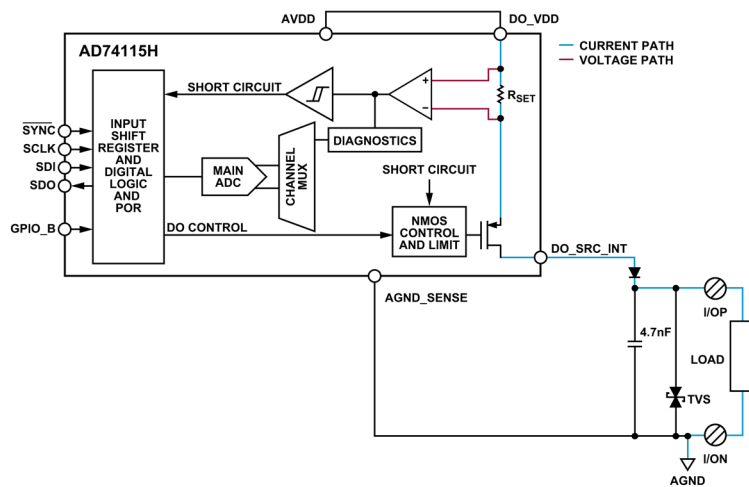 AVDD
DO_VDD
AD74115H
CURRENT PATH
VOLTAGE PATH
SHORT CIRCUIT
+
−
RSET
SYNC
SCLK
SDI
SDO
GPIO_B
INPUT
SHIFT
REGISTER
AND
DIGITAL
LOGIC
AND
POR
DIAGNOSTICS
MAIN
ADC
CHANNEL
MUX
SHORT CIRCUIT
DO CONTROL
NMOS
CONTROL
AND LIMIT
DO_SRC_INT
AGND_SENSE
4.7nF
I/OP
LOAD
TVS
I/ON
AGND